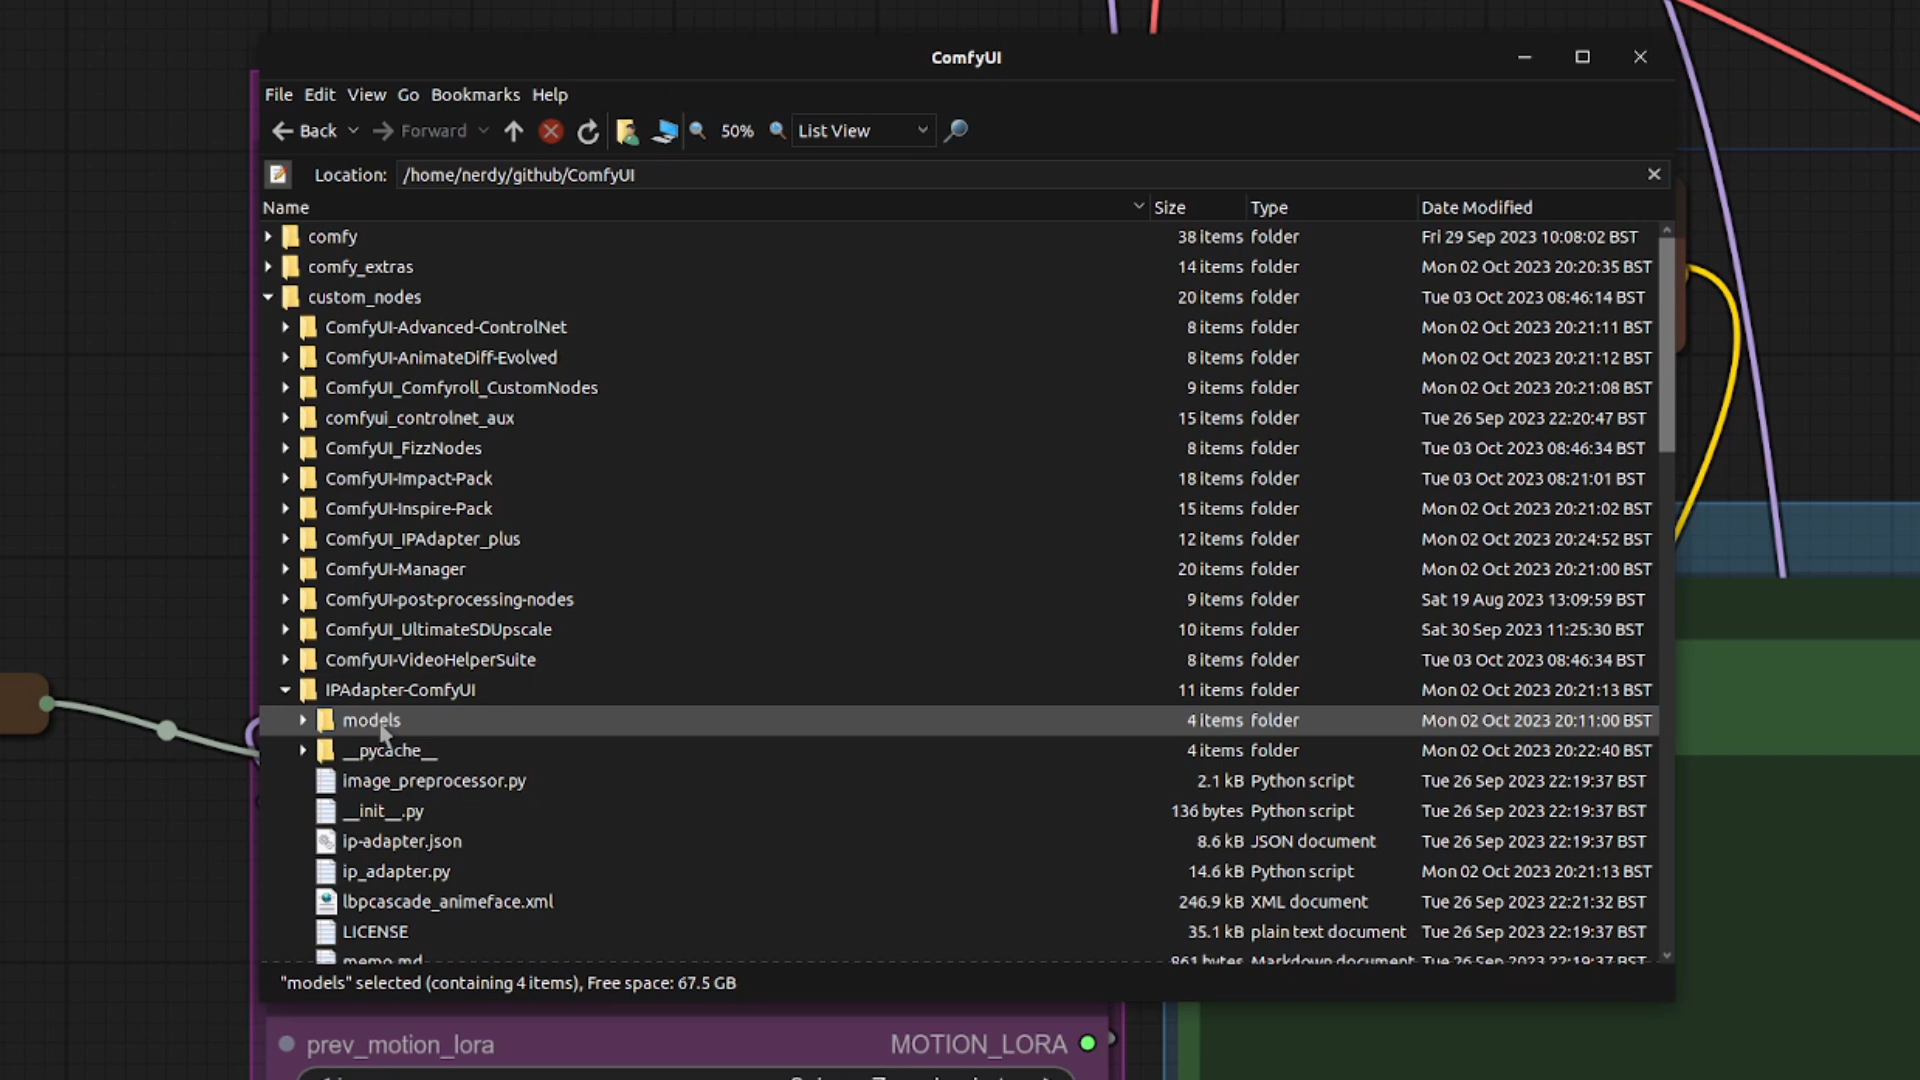 ComfyUI
File Edit View Go Bookmarks Help
Back Forward 50% List View
Location: /home/nerdy/github/ComfyUI
Name Size Type Date Modified
comfy 38 items folder Fri 29 Sep 2023 10:08:02 BST
comfy_extras 14 items folder Mon 02 Oct 2023 20:20:35 BST
custom_nodes 20 items folder Tue 03 Oct 2023 08:46:14 BST
ComfyUI-Advanced-ControlNet 8 items folder Mon 02 Oct 2023 20:21:11 BST
ComfyUI-AnimateDiff-Evolved 8 items folder Mon 02 Oct 2023 20:21:12 BST
ComfyUI_Comfyroll_CustomNodes 9 items folder Mon 02 Oct 2023 20:21:08 BST
comfyui_controlnet_aux 15 items folder Tue 26 Sep 2023 22:20:47 BST
ComfyUI_FizzNodes 8 items folder Tue 03 Oct 2023 08:46:34 BST
ComfyUI-Impact-Pack 18 items folder Tue 03 Oct 2023 08:21:01 BST
ComfyUI-Inspire-Pack 15 items folder Mon 02 Oct 2023 20:21:02 BST
ComfyUI_IPAdapter_plus 12 items folder Mon 02 Oct 2023 20:24:52 BST
ComfyUI-Manager 20 items folder Mon 02 Oct 2023 20:21:00 BST
ComfyUI-post-processing-nodes 9 items folder Sat 19 Aug 2023 13:09:59 BST
ComfyUI_UltimateSDUpscale 10 items folder Sat 30 Sep 2023 11:25:30 BST
ComfyUI-VideoHelperSuite 8 items folder Tue 03 Oct 2023 08:46:34 BST
IPAdapter-ComfyUI 11 items folder Mon 02 Oct 2023 20:21:13 BST
models 4 items folder Mon 02 Oct 2023 20:11:00 BST
__pycache__ 4 items folder Mon 02 Oct 2023 20:22:40 BST
image_preprocessor.py 2.1 kB Python script Tue 26 Sep 2023 22:19:37 BST
__init__.py 136 bytes Python script Tue 26 Sep 2023 22:19:37 BST
ip-adapter.json 8.6 kB JSON document Tue 26 Sep 2023 22:19:37 BST
ip_adapter.py 14.6 kB Python script Mon 02 Oct 2023 20:21:13 BST
lbpcascade_animeface.xml 246.9 kB XML document Tue 26 Sep 2023 22:21:32 BST
LICENSE 35.1 kB plain text document Tue 26 Sep 2023 22:19:37 BST
memo.md 861 bytes Markdown document Tue 26 Sep 2023 22:19:37 BST
"models" selected (containing 4 items), Free space: 67.5 GB
prev_motion_lora MOTION_LORA